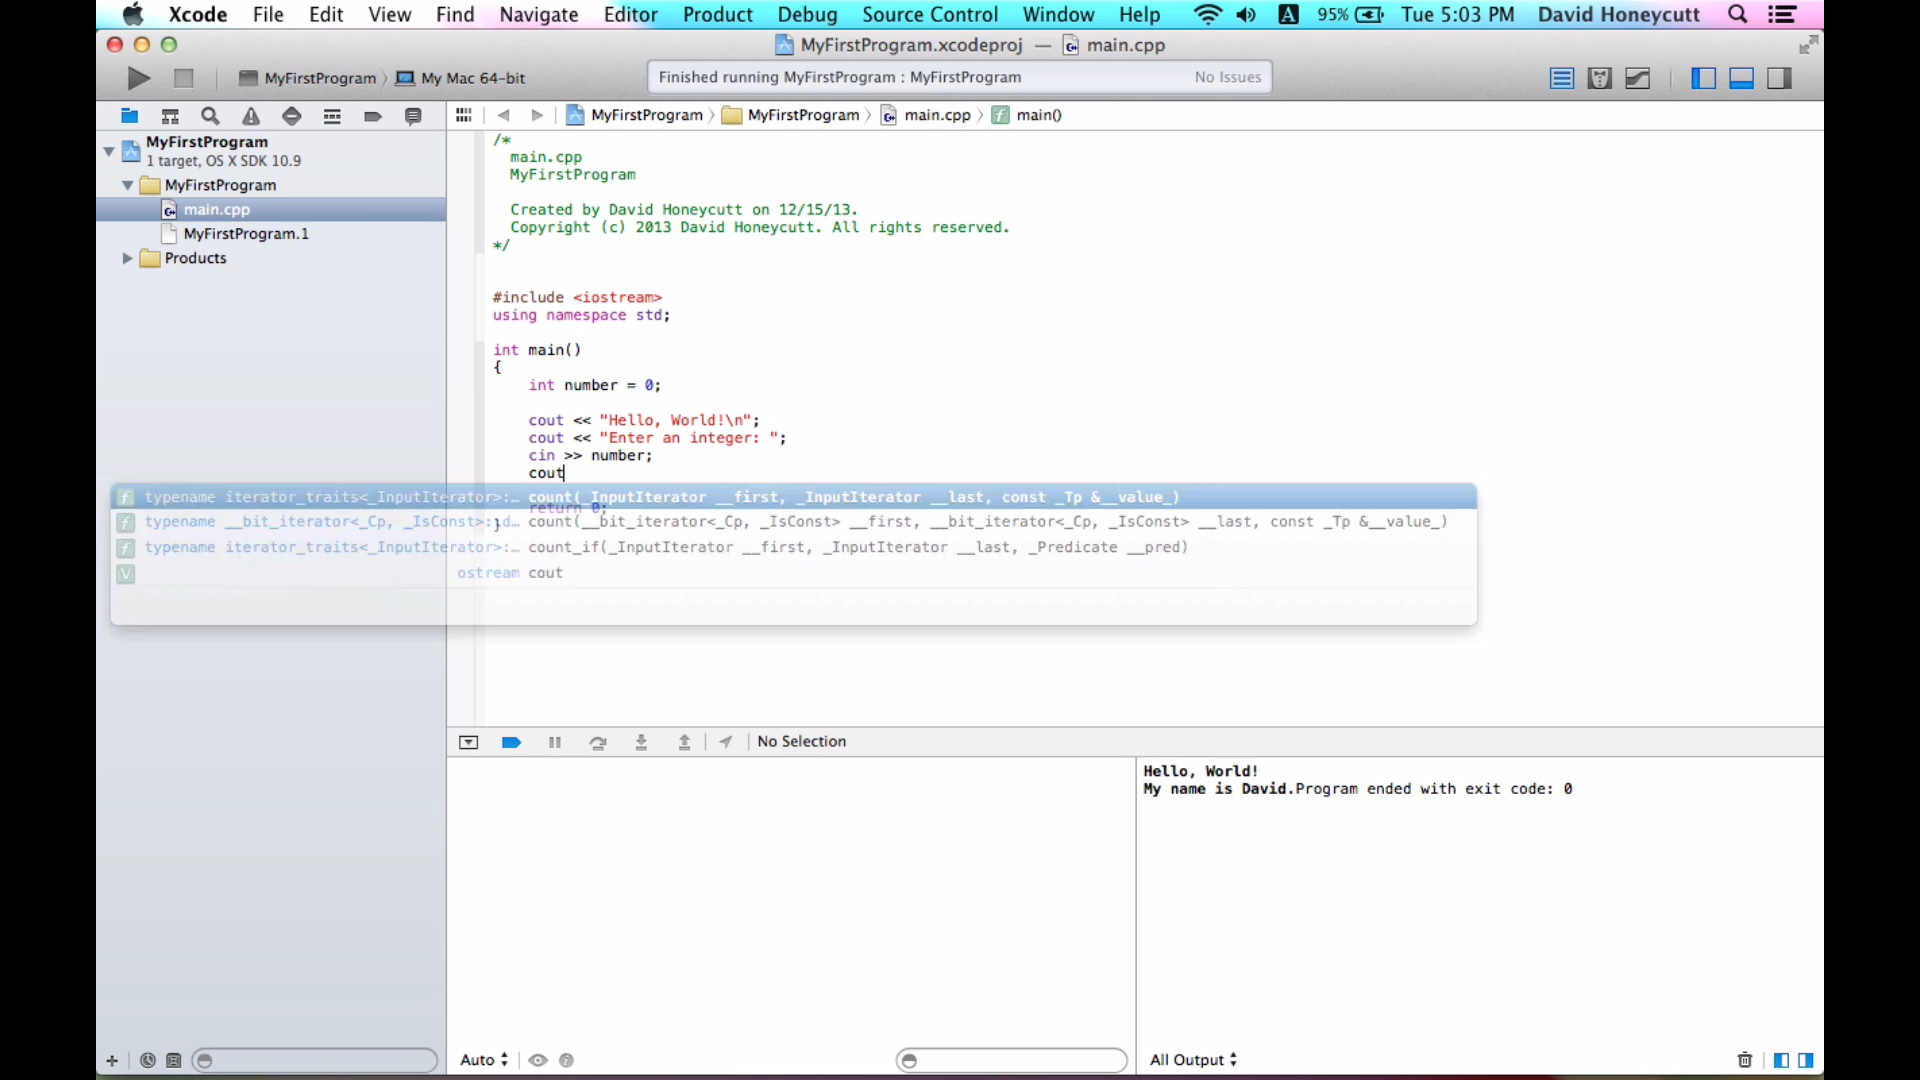 Xcode File Edit View Find Navigate Editor Product Debug Source Control Window Help A 95% Tue 5:03 PM David Honeycutt
MyFirstProgram.xcodeproj — main.cpp
MyFirstProgram My Mac 64-bit
Finished running MyFirstProgram : MyFirstProgram No Issues
MyFirstProgram MyFirstProgram main.cpp main()
MyFirstProgram
1 target, OS X SDK 10.9
MyFirstProgram
main.cpp
MyFirstProgram.1
Products
/*
main.cpp
MyFirstProgram
Created by David Honeycutt on 12/15/13.
Copyright (c) 2013 David Honeycutt. All rights reserved.
*/
#include <iostream>
using namespace std;
int main()
{
int number = 0;
cout << "Hello, World!\n";
cout << "Enter an integer: ";
cin >> number;
cout
f typename iterator_traits<_InputIterator>:… count(_InputIterator __first, _InputIterator __last, const _Tp &__value_)
return 0;
f typename __bit_iterator<_Cp, _IsConst>::d… count(__bit_iterator<_Cp, _IsConst> __first, __bit_iterator<_Cp, _IsConst> __last, const _Tp &__value_)
}
f typename iterator_traits<_InputIterator>:… count_if(_InputIterator __first, _InputIterator __last, _Predicate __pred)
V ostream cout
No Selection
Hello, World!
My name is David.Program ended with exit code: 0
Auto
All Output